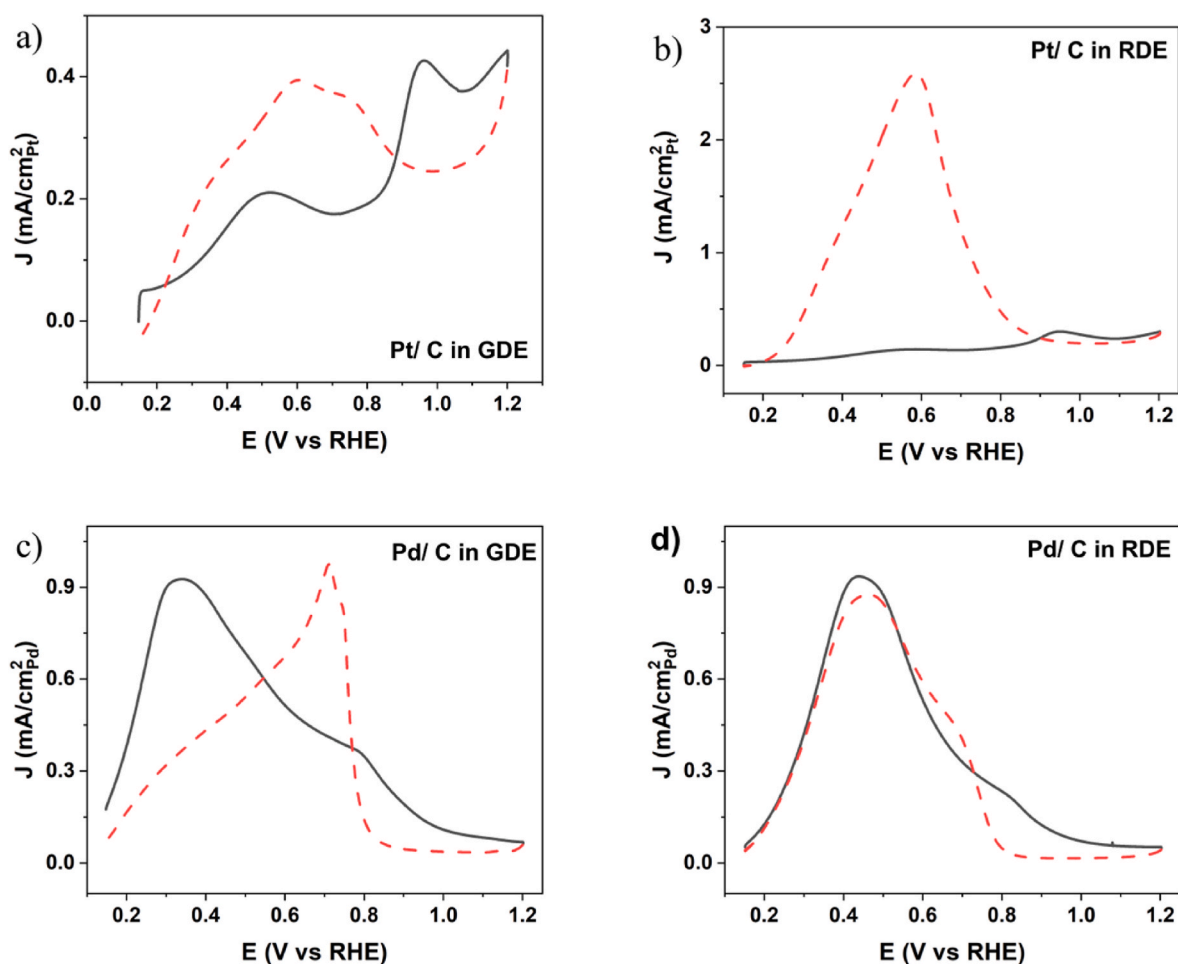 a)
J (mA/cm²Pt)
0.4
0.2
0.0
Pt/ C in GDE
0.0 0.2 0.4 0.6 0.8 1.0 1.2
E (V vs RHE)
b)
J (mA/cm²Pt)
3
2
1
0
Pt/ C in RDE
0.2 0.4 0.6 0.8 1.0 1.2
E (V vs RHE)
c)
J (mA/cm²Pd)
0.9
0.6
0.3
0.0
Pd/ C in GDE
0.2 0.4 0.6 0.8 1.0 1.2
E (V vs RHE)
d)
J (mA/cm²Pd)
0.9
0.6
0.3
0.0
Pd/ C in RDE
0.2 0.4 0.6 0.8 1.0 1.2
E (V vs RHE)